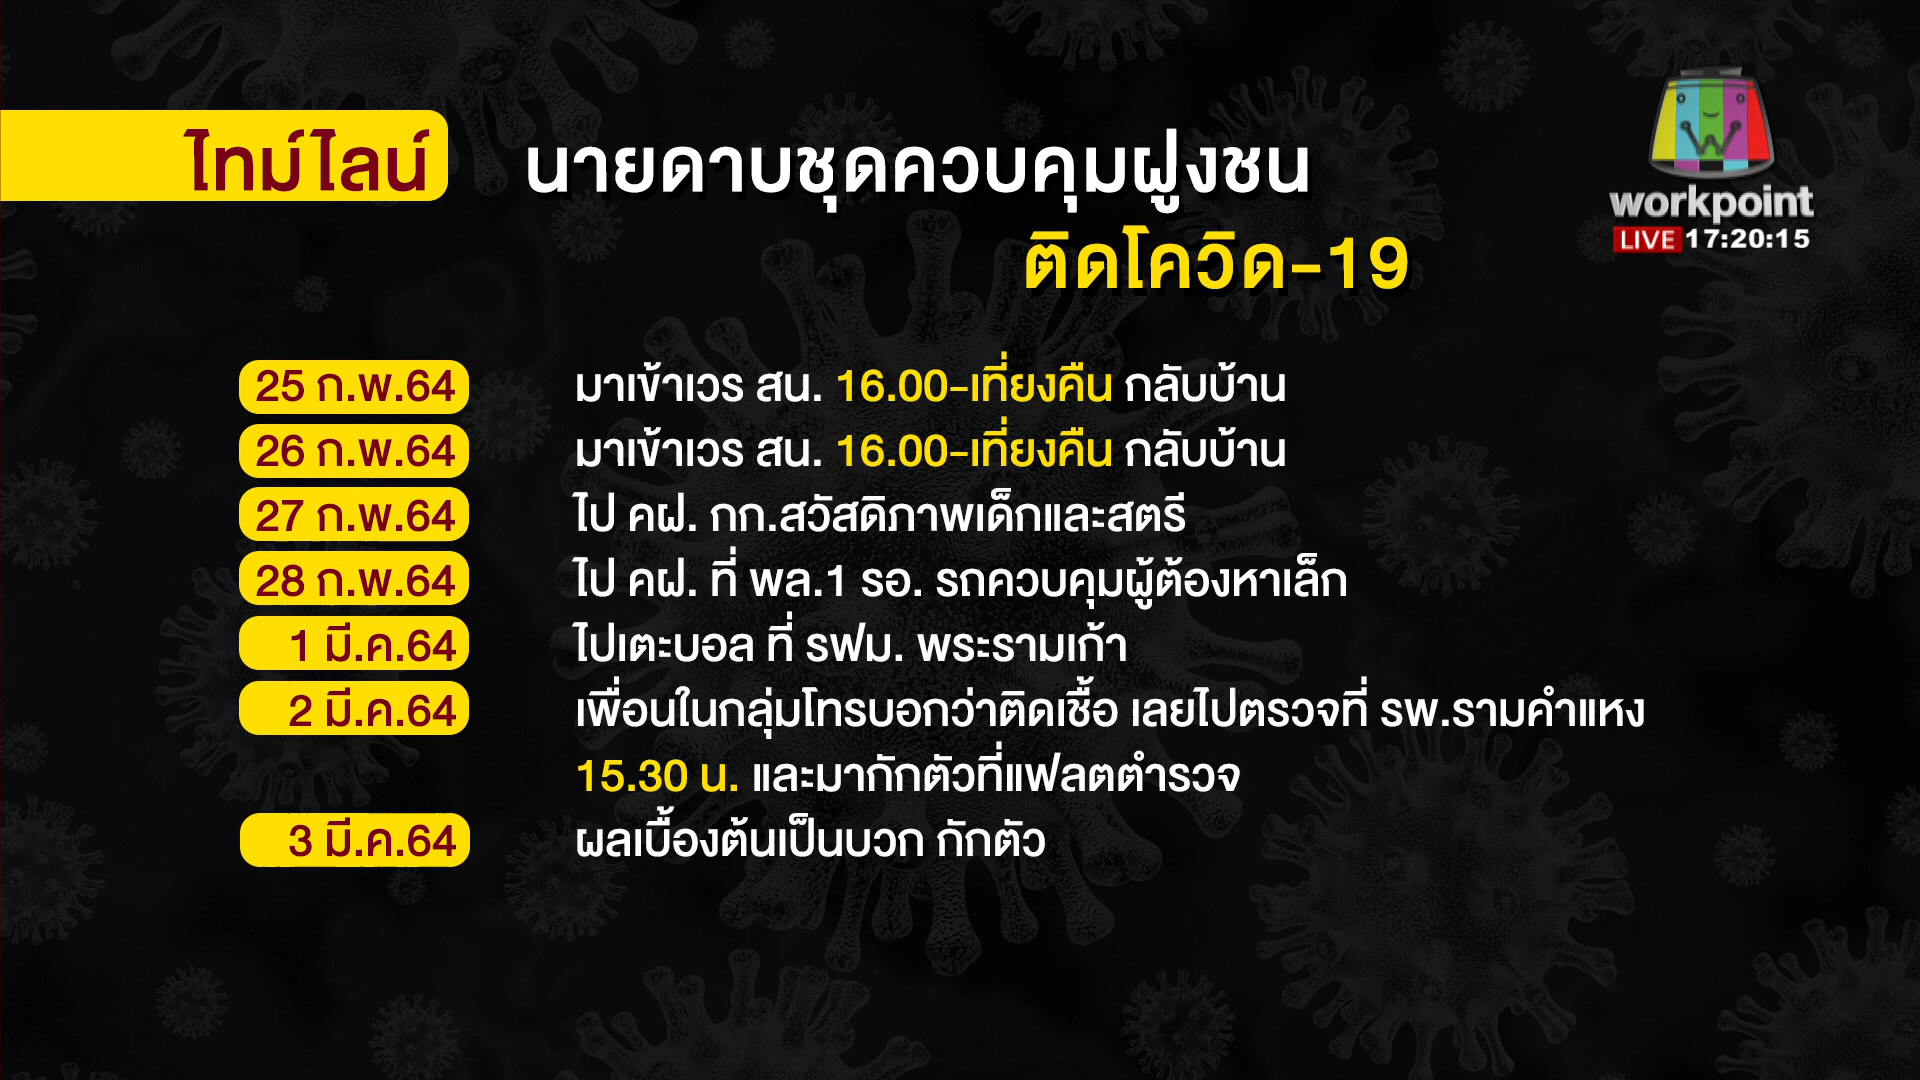 ไทม์ไลน์
นายดาบชุดควบคุมฝูงชน
ติดโควิด-19
workpoint
LIVE 17:20:15
25 ก.พ.64 มาเข้าเวร สน. 16.00-เที่ยงคืน กลับบ้าน
26 ก.พ.64 มาเข้าเวร สน. 16.00-เที่ยงคืน กลับบ้าน
27 ก.พ.64 ไป คฝ. กก.สวัสดิภาพเด็กและสตรี
28 ก.พ.64 ไป คฝ. ที่ พล.1 รอ. รถควบคุมผู้ต้องหาเล็ก
1 มี.ค.64 ไปเตะบอล ที่ รฟม. พระรามเก้า
2 มี.ค.64 เพื่อนในกลุ่มโทรบอกว่าติดเชื้อ เลยไปตรวจที่ รพ.รามคำแหง
15.30 น. และมากักตัวที่แฟลตตำรวจ
3 มี.ค.64 ผลเบื้องต้นเป็นบวก กักตัว